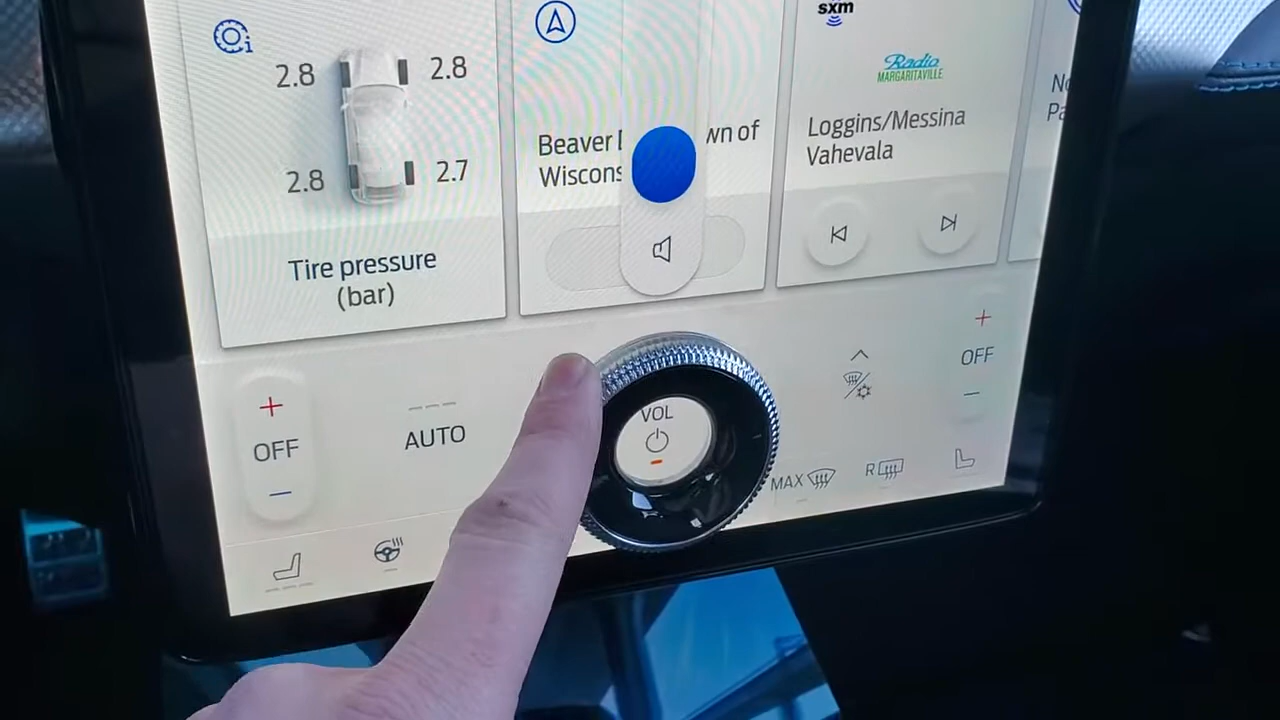 2.8
2.8
2.8
2.7
Tire pressure
(bar)
Beaver
wn of
sxm
Radio
MARGARITAVILLE
Loggins/Messina
Vahevala
OFF
AUTO
VOL
MAX
R
OFF